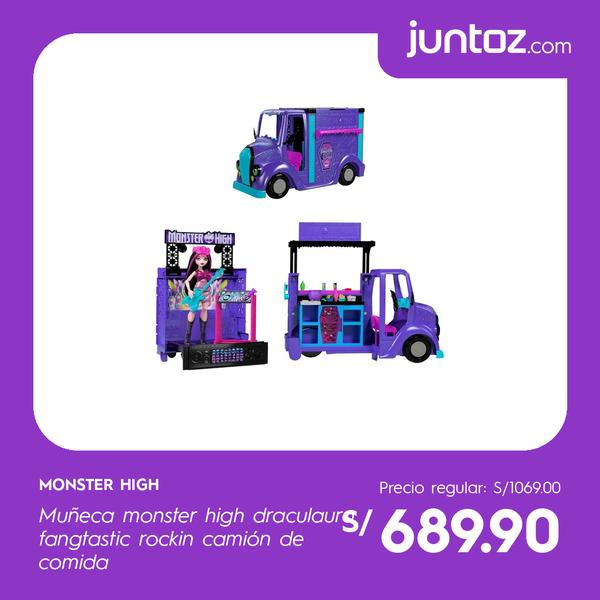 juntoz.com
MONSTER HIGH
MONSTER HIGH
Precio regular: S/1069.00
Muñeca monster high draculaura
fangtastic rockin camión de
comida
S/ 689.90